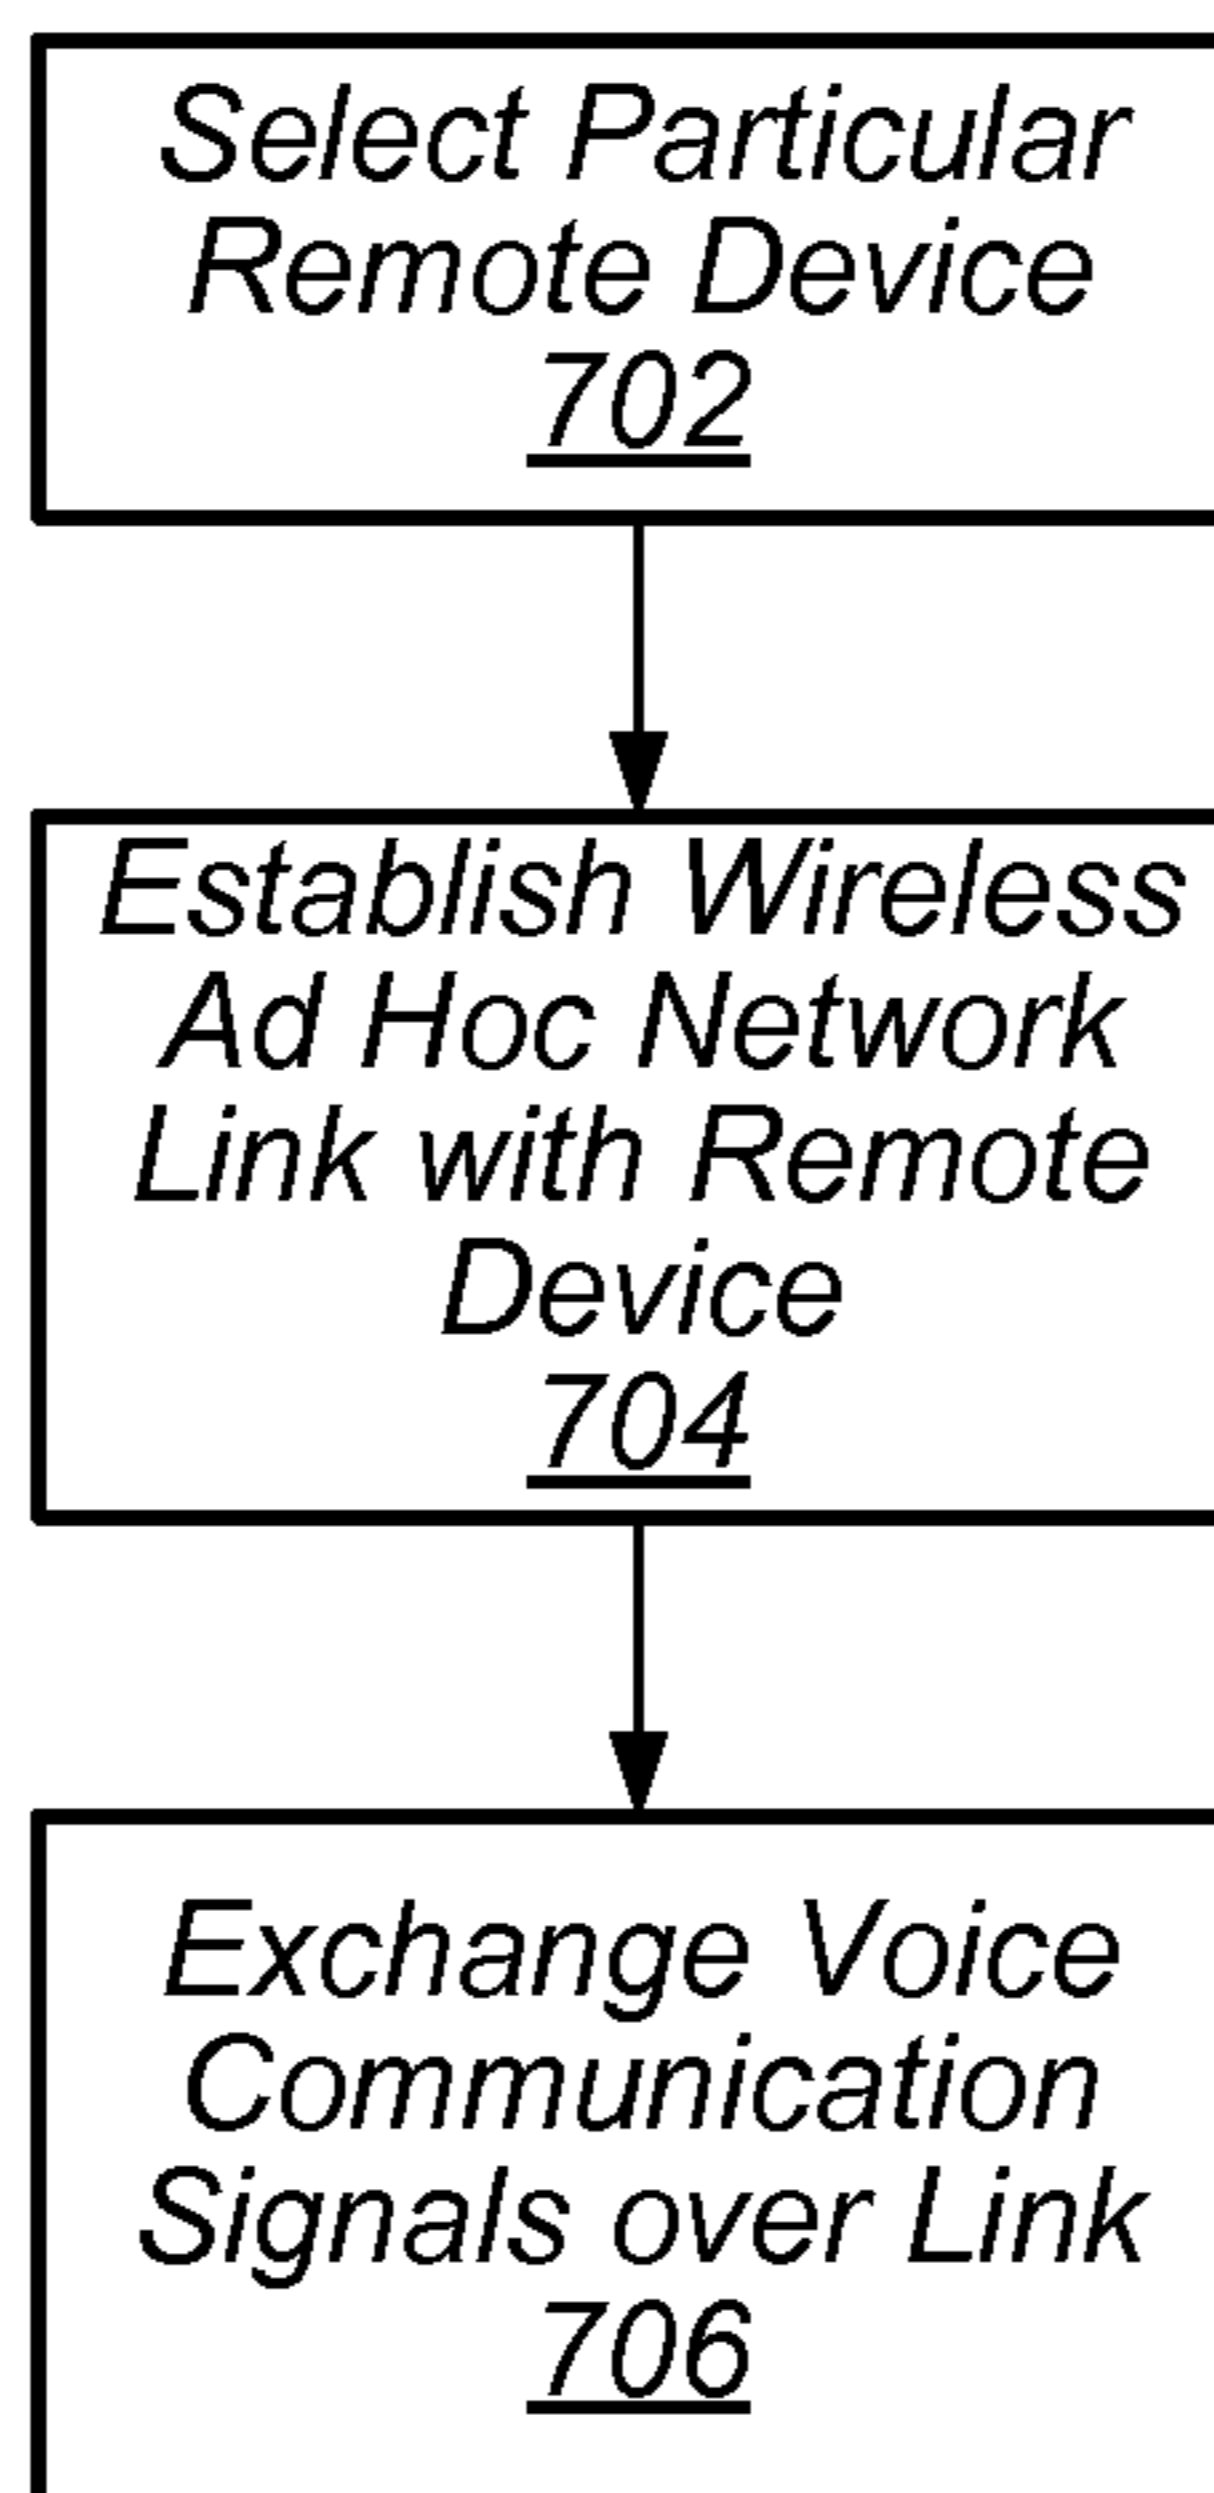 Select Particular
Remote Device
702
Establish Wireless
Ad Hoc Network
Link with Remote
Device
704
Exchange Voice
Communication
Signals over Link
706